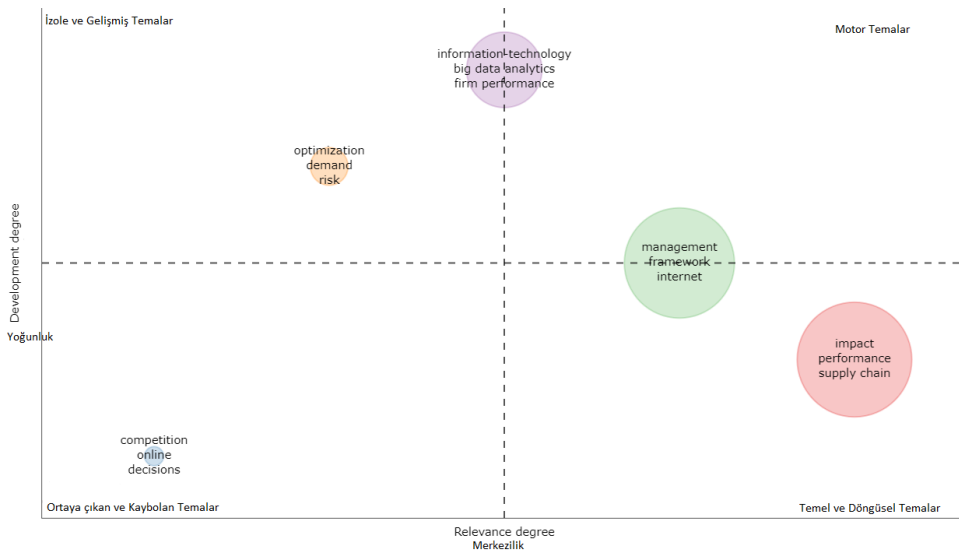 İzole ve Gelişmiş Temalar
Motor Temalar
information-technology
big data analytics
firm performance
optimization
demand
risk
management
framework
internet
Development degree
Yoğunluk
impact
performance
supply chain
competition
online
decisions
Ortaya çıkan ve Kaybolan Temalar
Temel ve Döngüsel Temalar
Relevance degree
Merkezilik